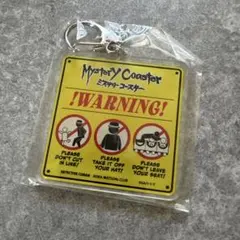 MYSTERY Coaster
ミステリーコースター
!WARNING!
PLEASE
DON'T CUT
IN LINE!
PLEASE
TAKE IT OFF
YOUR HAT!
PLEASE
DON'T LEAVE
YOUR SEAT!